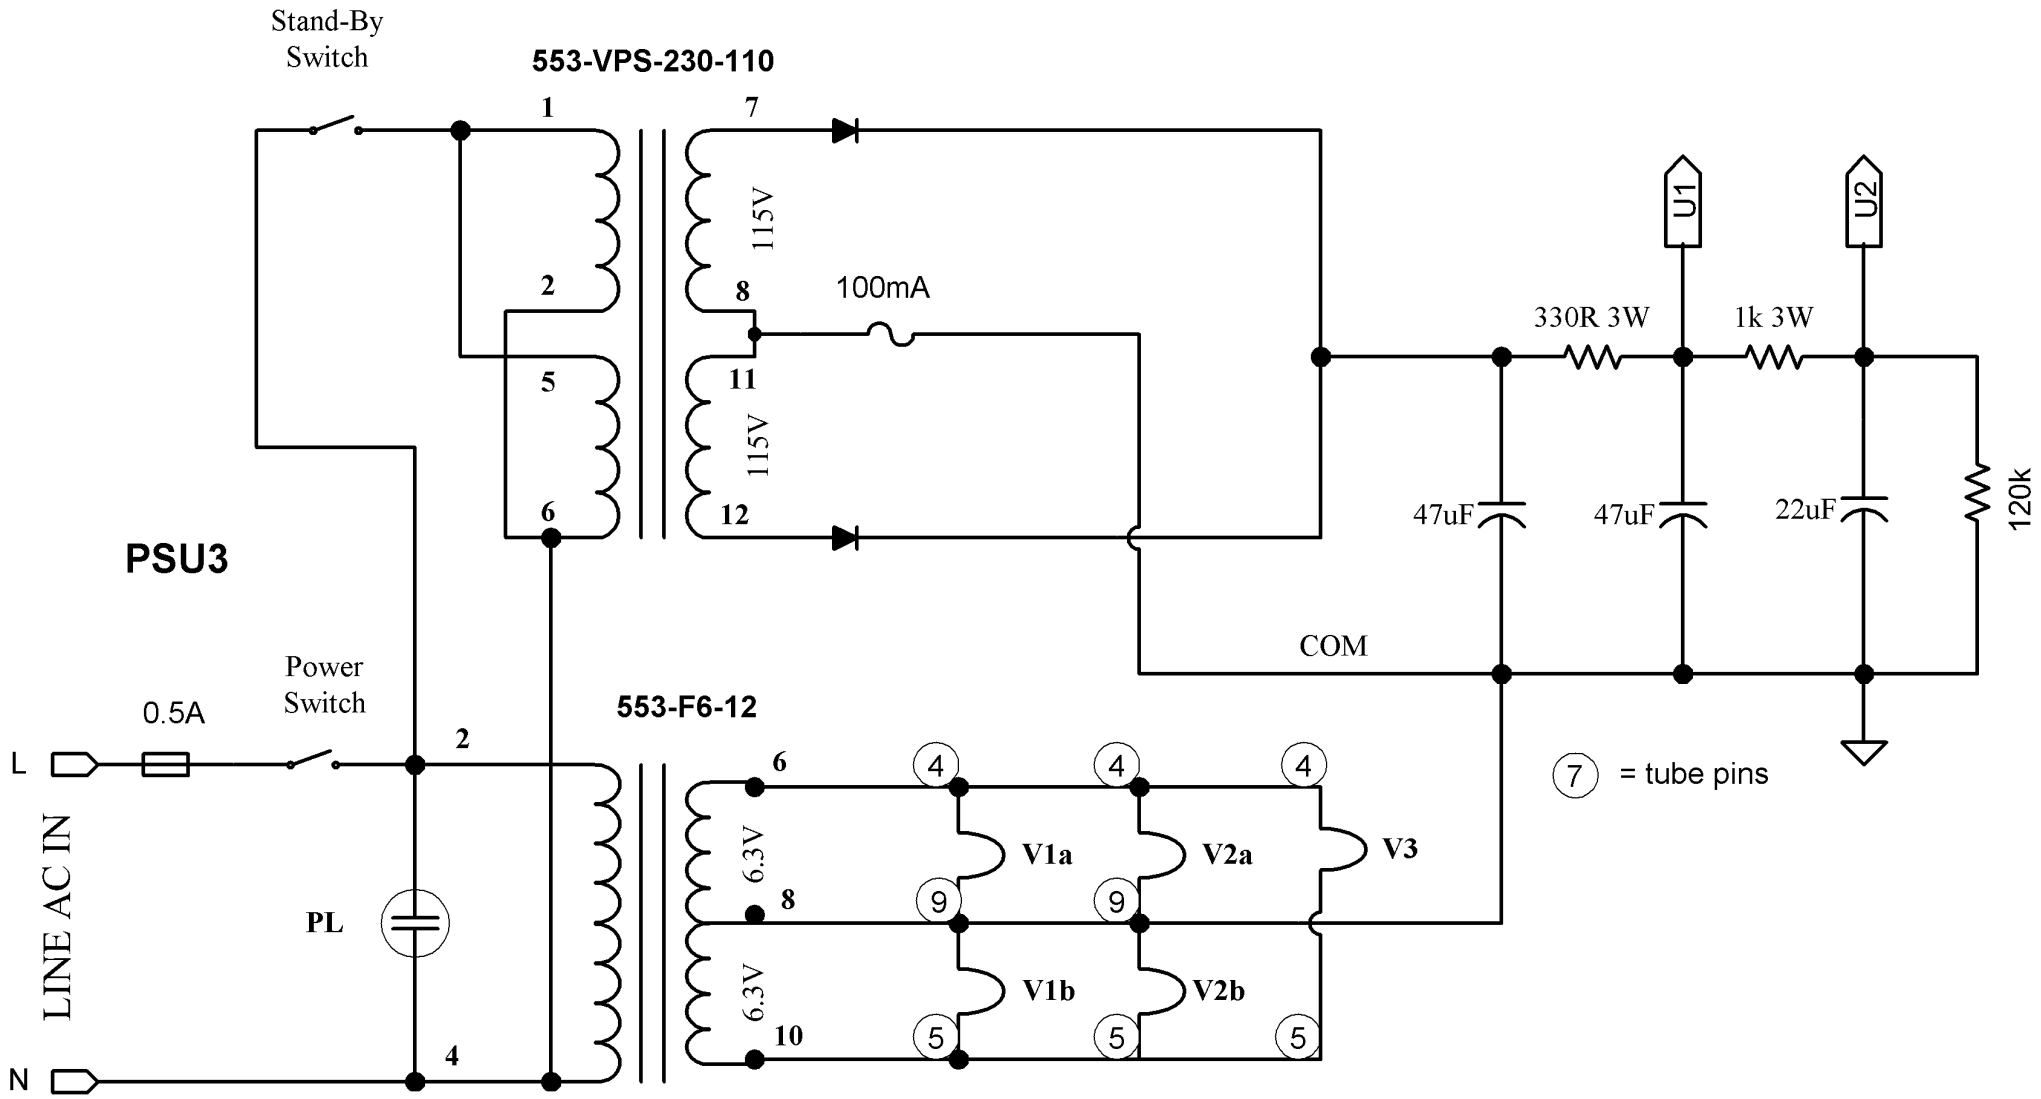 Stand-By
Switch
553-VPS-230-110
1
7
115V
2
8
100mA
5
11
115V
6
12
U1
U2
330R 3W
1k 3W
47uF
47uF
22uF
120k
PSU3
COM
Power
Switch
553-F6-12
0.5A
2
L
6
4
4
4
7
= tube pins
LINE AC IN
PL
6.3V
V1a
V2a
V3
8
9
9
6.3V
V1b
V2b
10
5
5
5
4
N